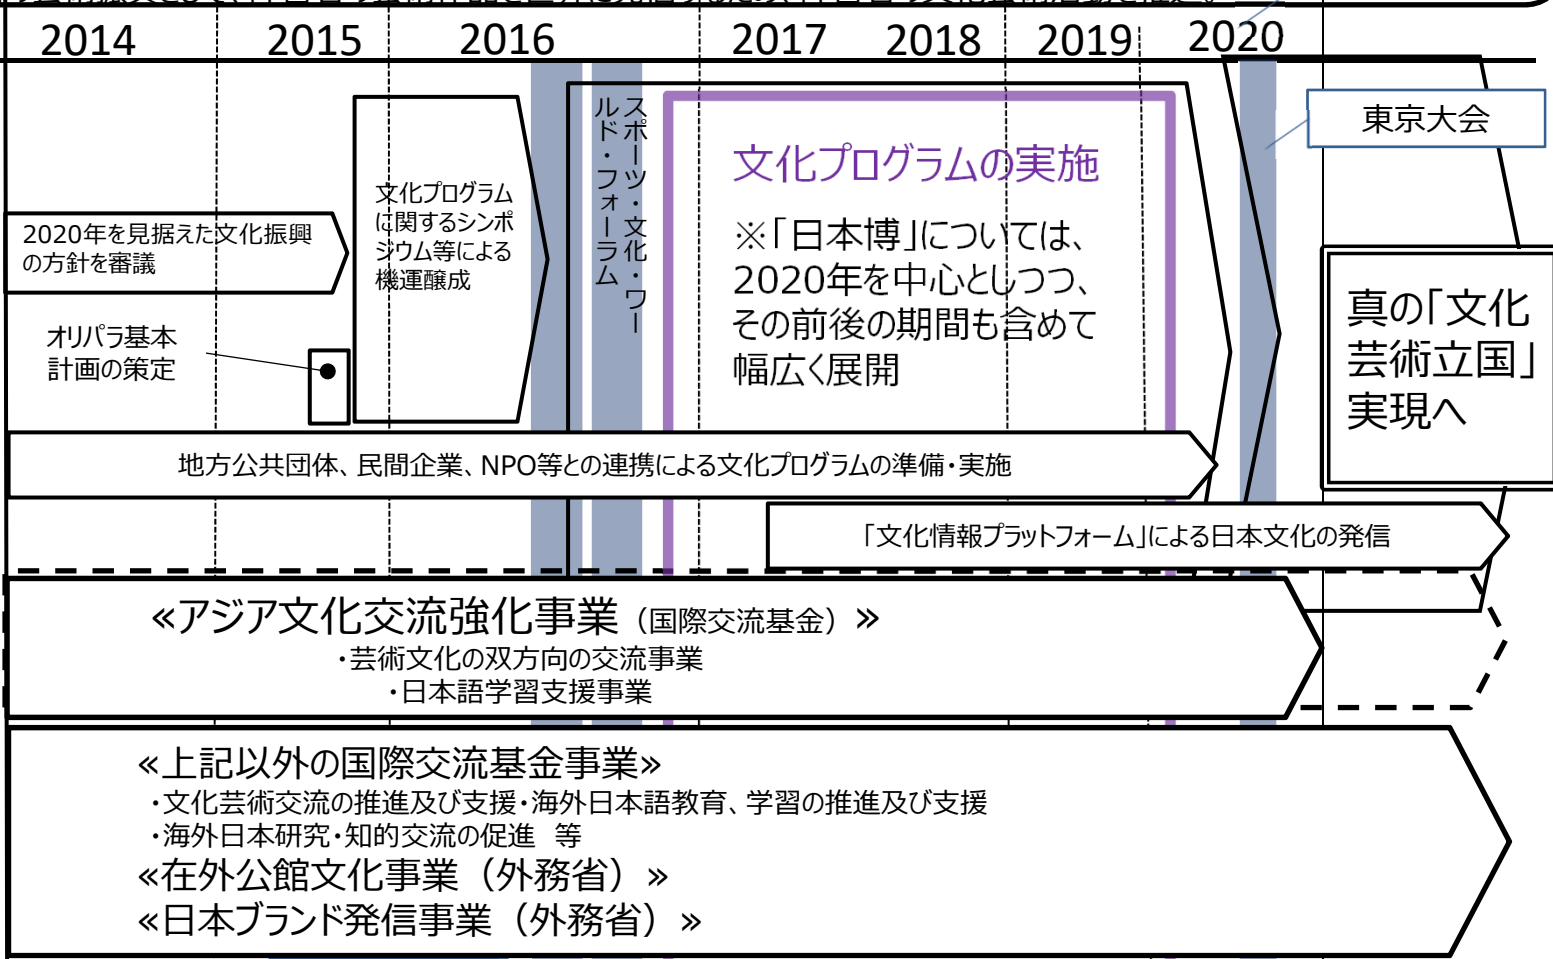 2014 2015 2016 2017 2018 2019 2020
東京大会
スポーツ・文化・ワー
ルド・フォーラム
文化プログラムの実施
※「日本博」については、
2020年を中心としつつ、
その前後の期間も含めて
幅広く展開
文化プログラム
に関するシンポ
ジウム等による
機運醸成
2020年を見据えた文化振興
の方針を審議
オリパラ基本
計画の策定
真の「文化
芸術立国」
実現へ
地方公共団体、民間企業、NPO等との連携による文化プログラムの準備・実施
「文化情報プラットフォーム」による日本文化の発信
≪アジア文化交流強化事業（国際交流基金）≫
・芸術文化の双方向の交流事業
・日本語学習支援事業
≪上記以外の国際交流基金事業≫
・文化芸術交流の推進及び支援・海外日本語教育、学習の推進及び支援
・海外日本研究・知的交流の促進　等
≪在外公館文化事業（外務省）≫
≪日本ブランド発信事業（外務省）≫